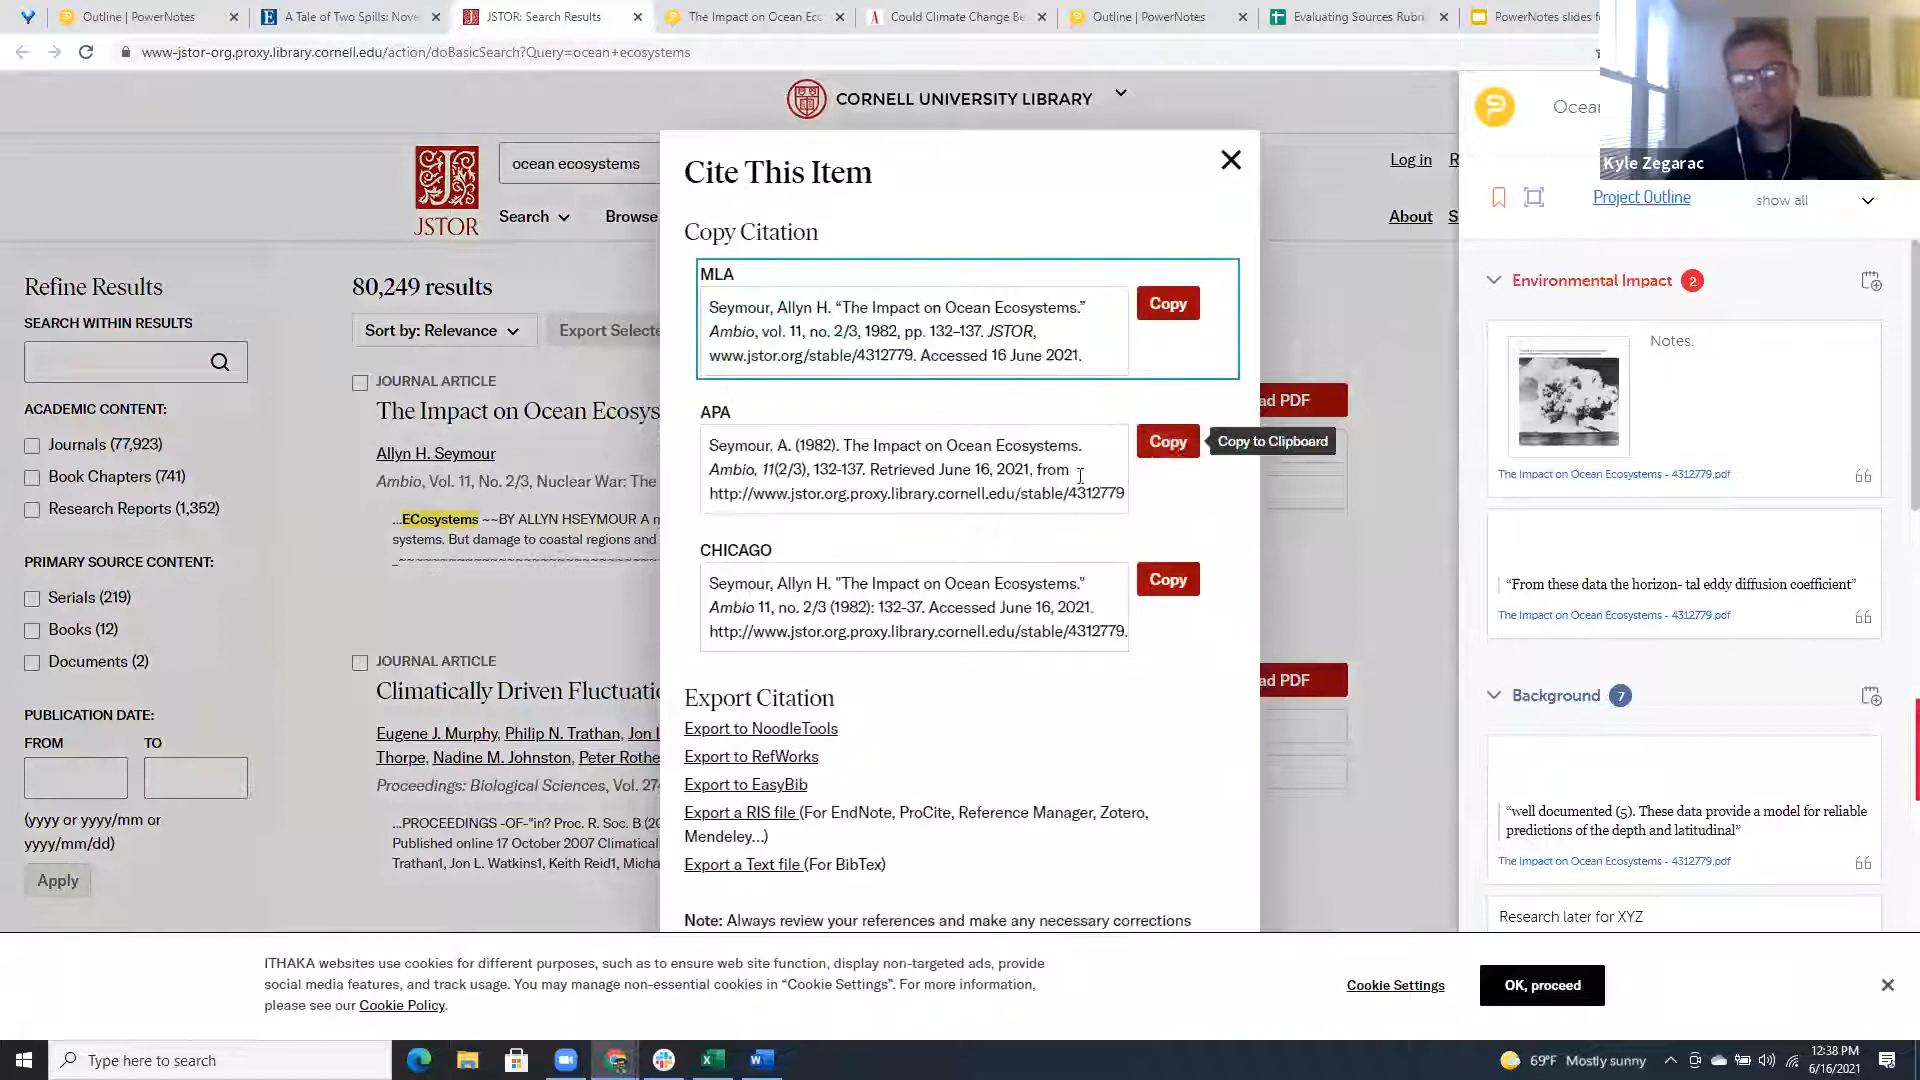 Outline | PowerNotes
A Tale of Two Spills: Nove
JSTOR: Search Results
The Impact on Ocean Ecc
Could Climate Change Be
Outline | PowerNotes
Evaluating Sources Rubri
PowerNotes slides f
www-jstor-org.proxy.library.cornell.edu/action/doBasicSearch?Query=ocean+ecosystems
CORNELL UNIVERSITY LIBRARY
JSTOR
ocean ecosystems
Search
Browse
Log in
R
About
S
Refine Results
SEARCH WITHIN RESULTS
ACADEMIC CONTENT:
Journals (77,923)
Book Chapters (741)
Research Reports (1,352)
PRIMARY SOURCE CONTENT:
Serials (219)
Books (12)
Documents (2)
PUBLICATION DATE:
FROM
TO
(yyyy or yyyy/mm or
yyyy/mm/dd)
Apply
80,249 results
Sort by: Relevance
Export Selecte
JOURNAL ARTICLE
The Impact on Ocean Ecosys
Allyn H. Seymour
Ambio, Vol. 11, No. 2/3, Nuclear War: The
...ECosystems ~~BY ALLYN HSEYMOUR A m
systems. But damage to coastal regions and
JOURNAL ARTICLE
Climatically Driven Fluctuatio
Eugene J. Murphy, Philip N. Trathan, Jon L
Thorpe, Nadine M. Johnston, Peter Rothe
Proceedings: Biological Sciences, Vol. 274
...PROCEEDINGS -OF-"in? Proc. R. Soc. B (20
Published online 17 October 2007 Climatical
Trathan1, Jon L. Watkins1, Keith Reid1, Micha
ad PDF
ad PDF
Cite This Item
Copy Citation
MLA
Seymour, Allyn H. “The Impact on Ocean Ecosystems.”
Ambio, vol. 11, no. 2/3, 1982, pp. 132–137. JSTOR,
www.jstor.org/stable/4312779. Accessed 16 June 2021.
Copy
APA
Seymour, A. (1982). The Impact on Ocean Ecosystems.
Ambio, 11(2/3), 132-137. Retrieved June 16, 2021, from
http://www.jstor.org.proxy.library.cornell.edu/stable/4312779
Copy
Copy to Clipboard
CHICAGO
Seymour, Allyn H. "The Impact on Ocean Ecosystems."
Ambio 11, no. 2/3 (1982): 132-37. Accessed June 16, 2021.
http://www.jstor.org.proxy.library.cornell.edu/stable/4312779.
Copy
Export Citation
Export to NoodleTools
Export to RefWorks
Export to EasyBib
Export a RIS file (For EndNote, ProCite, Reference Manager, Zotero,
Mendeley...)
Export a Text file (For BibTex)
Note: Always review your references and make any necessary corrections
Ocean
Kyle Zegarac
Project Outline
show all
Environmental Impact 2
Notes.
The Impact on Ocean Ecosystems - 4312779.pdf
“From these data the horizon- tal eddy diffusion coefficient”
The Impact on Ocean Ecosystems - 4312779.pdf
Background 7
“well documented (5). These data provide a model for reliable
predictions of the depth and latitudinal”
The Impact on Ocean Ecosystems - 4312779.pdf
Research later for XYZ
ITHAKA websites use cookies for different purposes, such as to ensure web site function, display non-targeted ads, provide
social media features, and track usage. You may manage non-essential cookies in “Cookie Settings”. For more information,
please see our Cookie Policy.
Cookie Settings
OK, proceed
Type here to search
69°F Mostly sunny
12:38 PM
6/16/2021